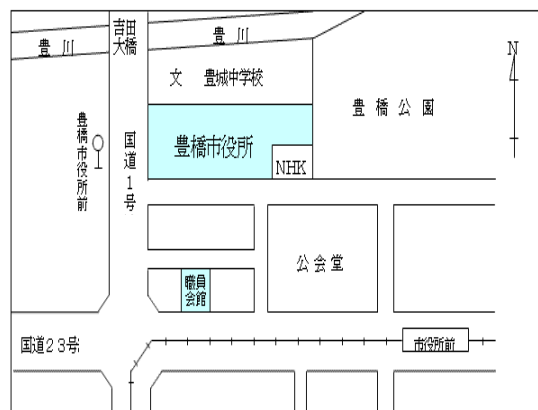 吉田
大橋
豊 川
豊 川
N
文 豊城中学校
豊 橋 公 園
豊橋市役所前
国道1号
豊橋市役所
NHK
公 会 堂
職員
会館
国道23号
市役所前